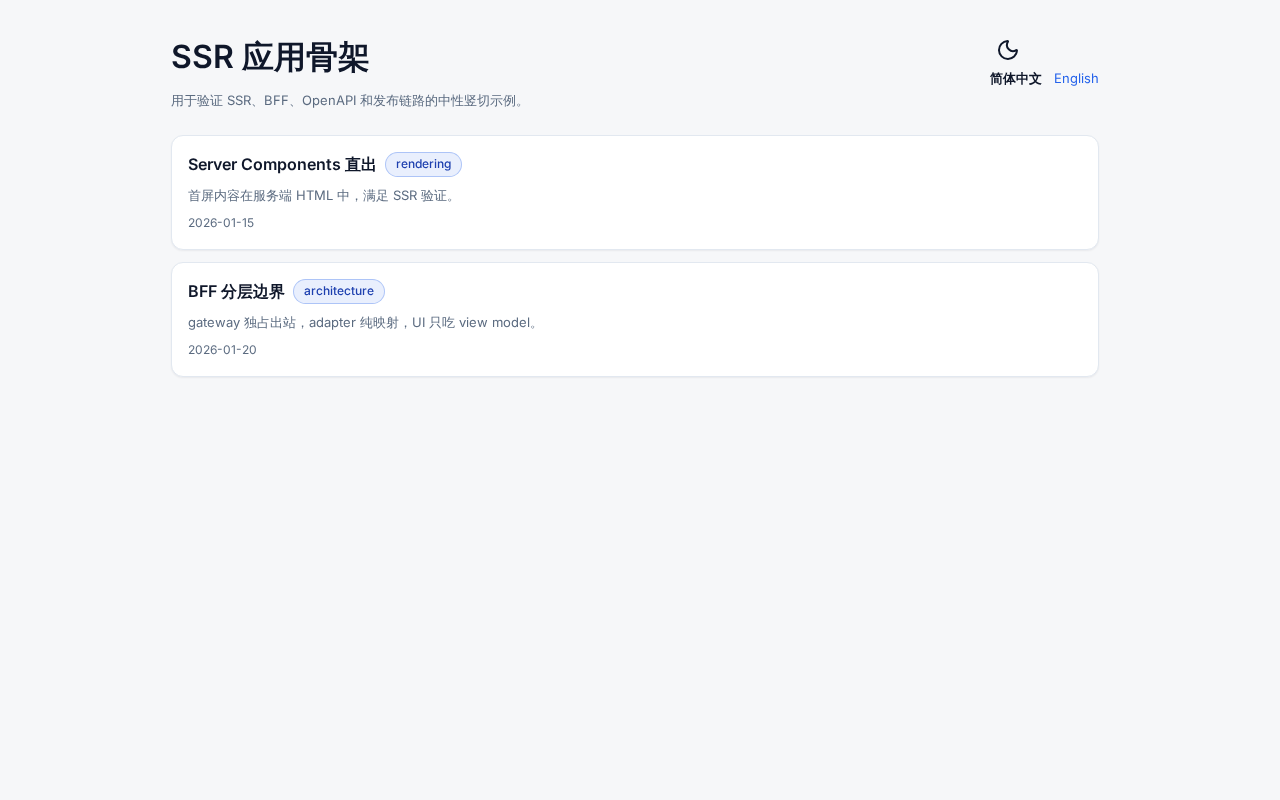 SSR 应用骨架
用于验证 SSR、BFF、OpenAPI 和发布链路的中性竖切示例。
简体中文 English
Server Components 直出 rendering
首屏内容在服务端 HTML 中，满足 SSR 验证。
2026-01-15
BFF 分层边界 architecture
gateway 独占出站，adapter 纯映射，UI 只吃 view model。
2026-01-20